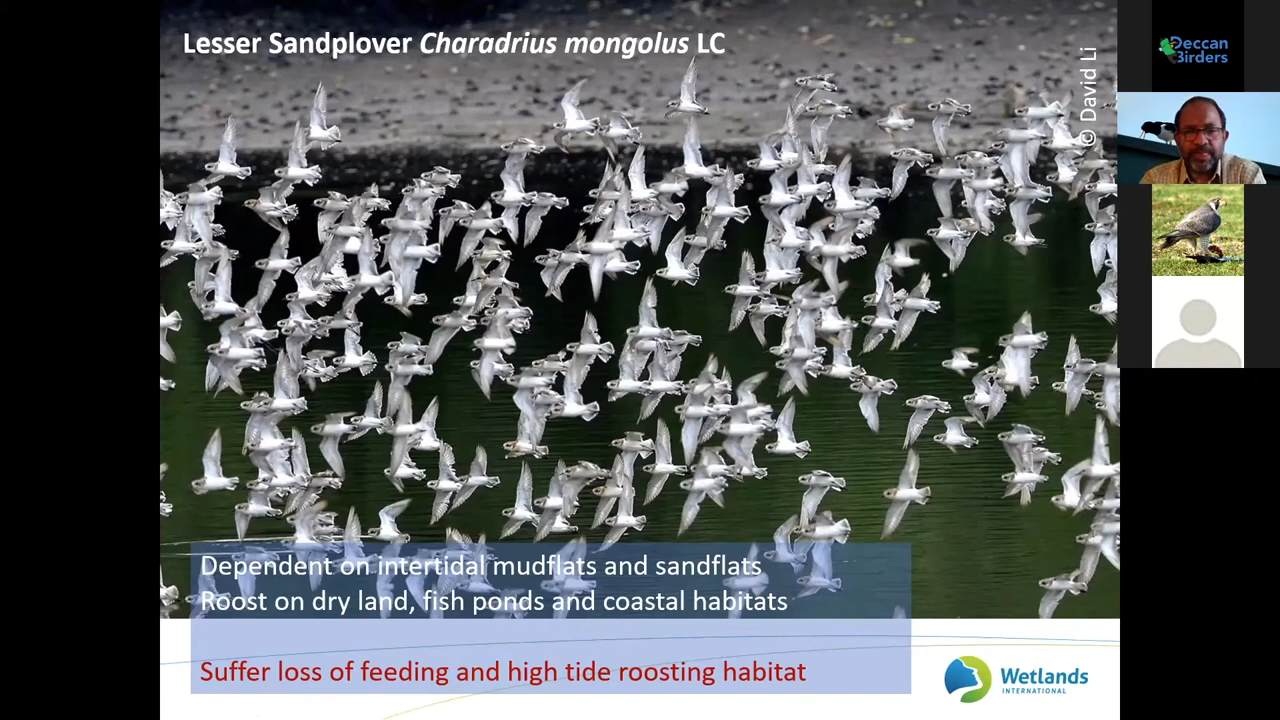 Lesser Sandplover Charadrius mongolus LC
© David Li
Dependent on intertidal mudflats and sandflats
Roost on dry land, fish ponds and coastal habitats
Suffer loss of feeding and high tide roosting habitat
Wetlands
INTERNATIONAL
Deccan
Birders